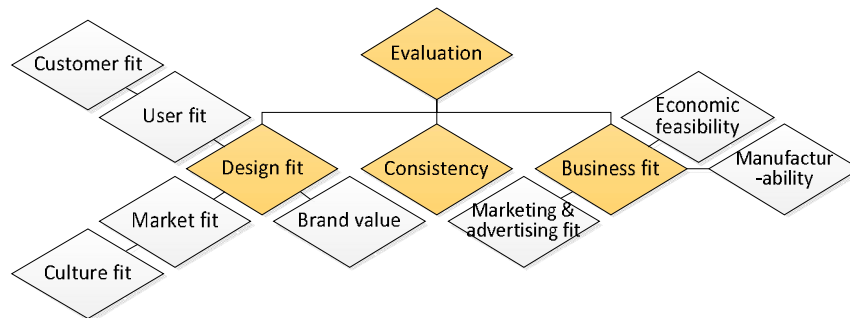 Evaluation
Customer fit
User fit
Economic
feasibility
Design fit
Consistency
Business fit
Manufactur
-ability
Market fit
Brand value
Marketing &
advertising fit
Culture fit